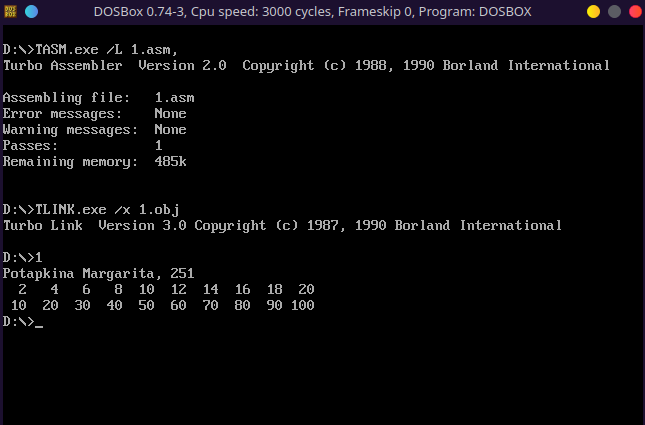 DOSBox 0.74-3, Cpu speed: 3000 cycles, Frameskip 0, Program: DOSBOX
D:\>TASM.exe /L 1.asm,
Turbo Assembler  Version 2.0  Copyright (c) 1988, 1990 Borland International
Assembling file:   1.asm
Error messages:    None
Warning messages:  None
Passes:            1
Remaining memory:  485k
D:\>TLINK.exe /x 1.obj
Turbo Link  Version 3.0 Copyright (c) 1987, 1990 Borland International
D:\>1
Potapkina Margarita, 251
  2   4   6   8  10  12  14  16  18  20
 10  20  30  40  50  60  70  80  90 100
D:\>_